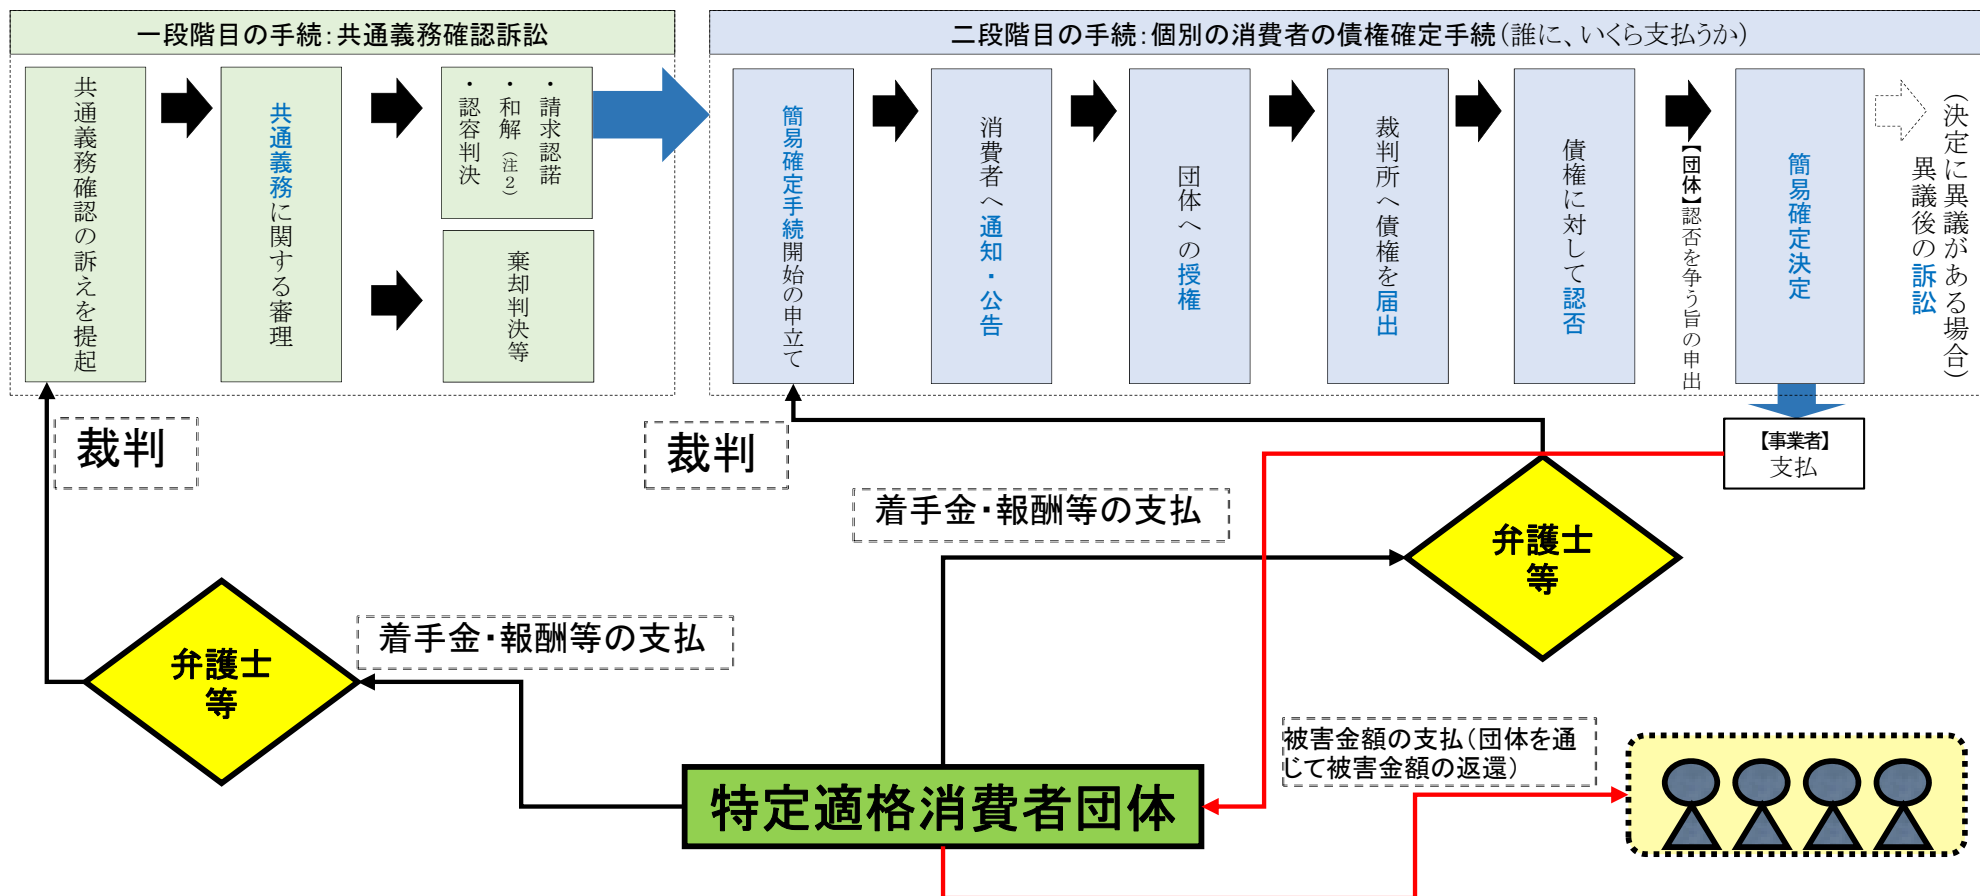 一段階目の手続：共通義務確認訴訟
共通義務確認の訴えを提起
共通義務に関する審理
・請求認諾
・和解（注２）
・認容判決
棄却判決等
二段階目の手続：個別の消費者の債権確定手続（誰に、いくら支払うか）
簡易確定手続開始の申立て
消費者へ通知・公告
団体への授権
裁判所へ債権を届出
債権に対して認否
【団体】認否を争う旨の申出
簡易確定決定
（決定に異議がある場合）
異議後の訴訟
裁判
裁判
【事業者】
支払
着手金・報酬等の支払
弁護士
等
着手金・報酬等の支払
弁護士
等
被害金額の支払（団体を通
じて被害金額の返還）
特定適格消費者団体